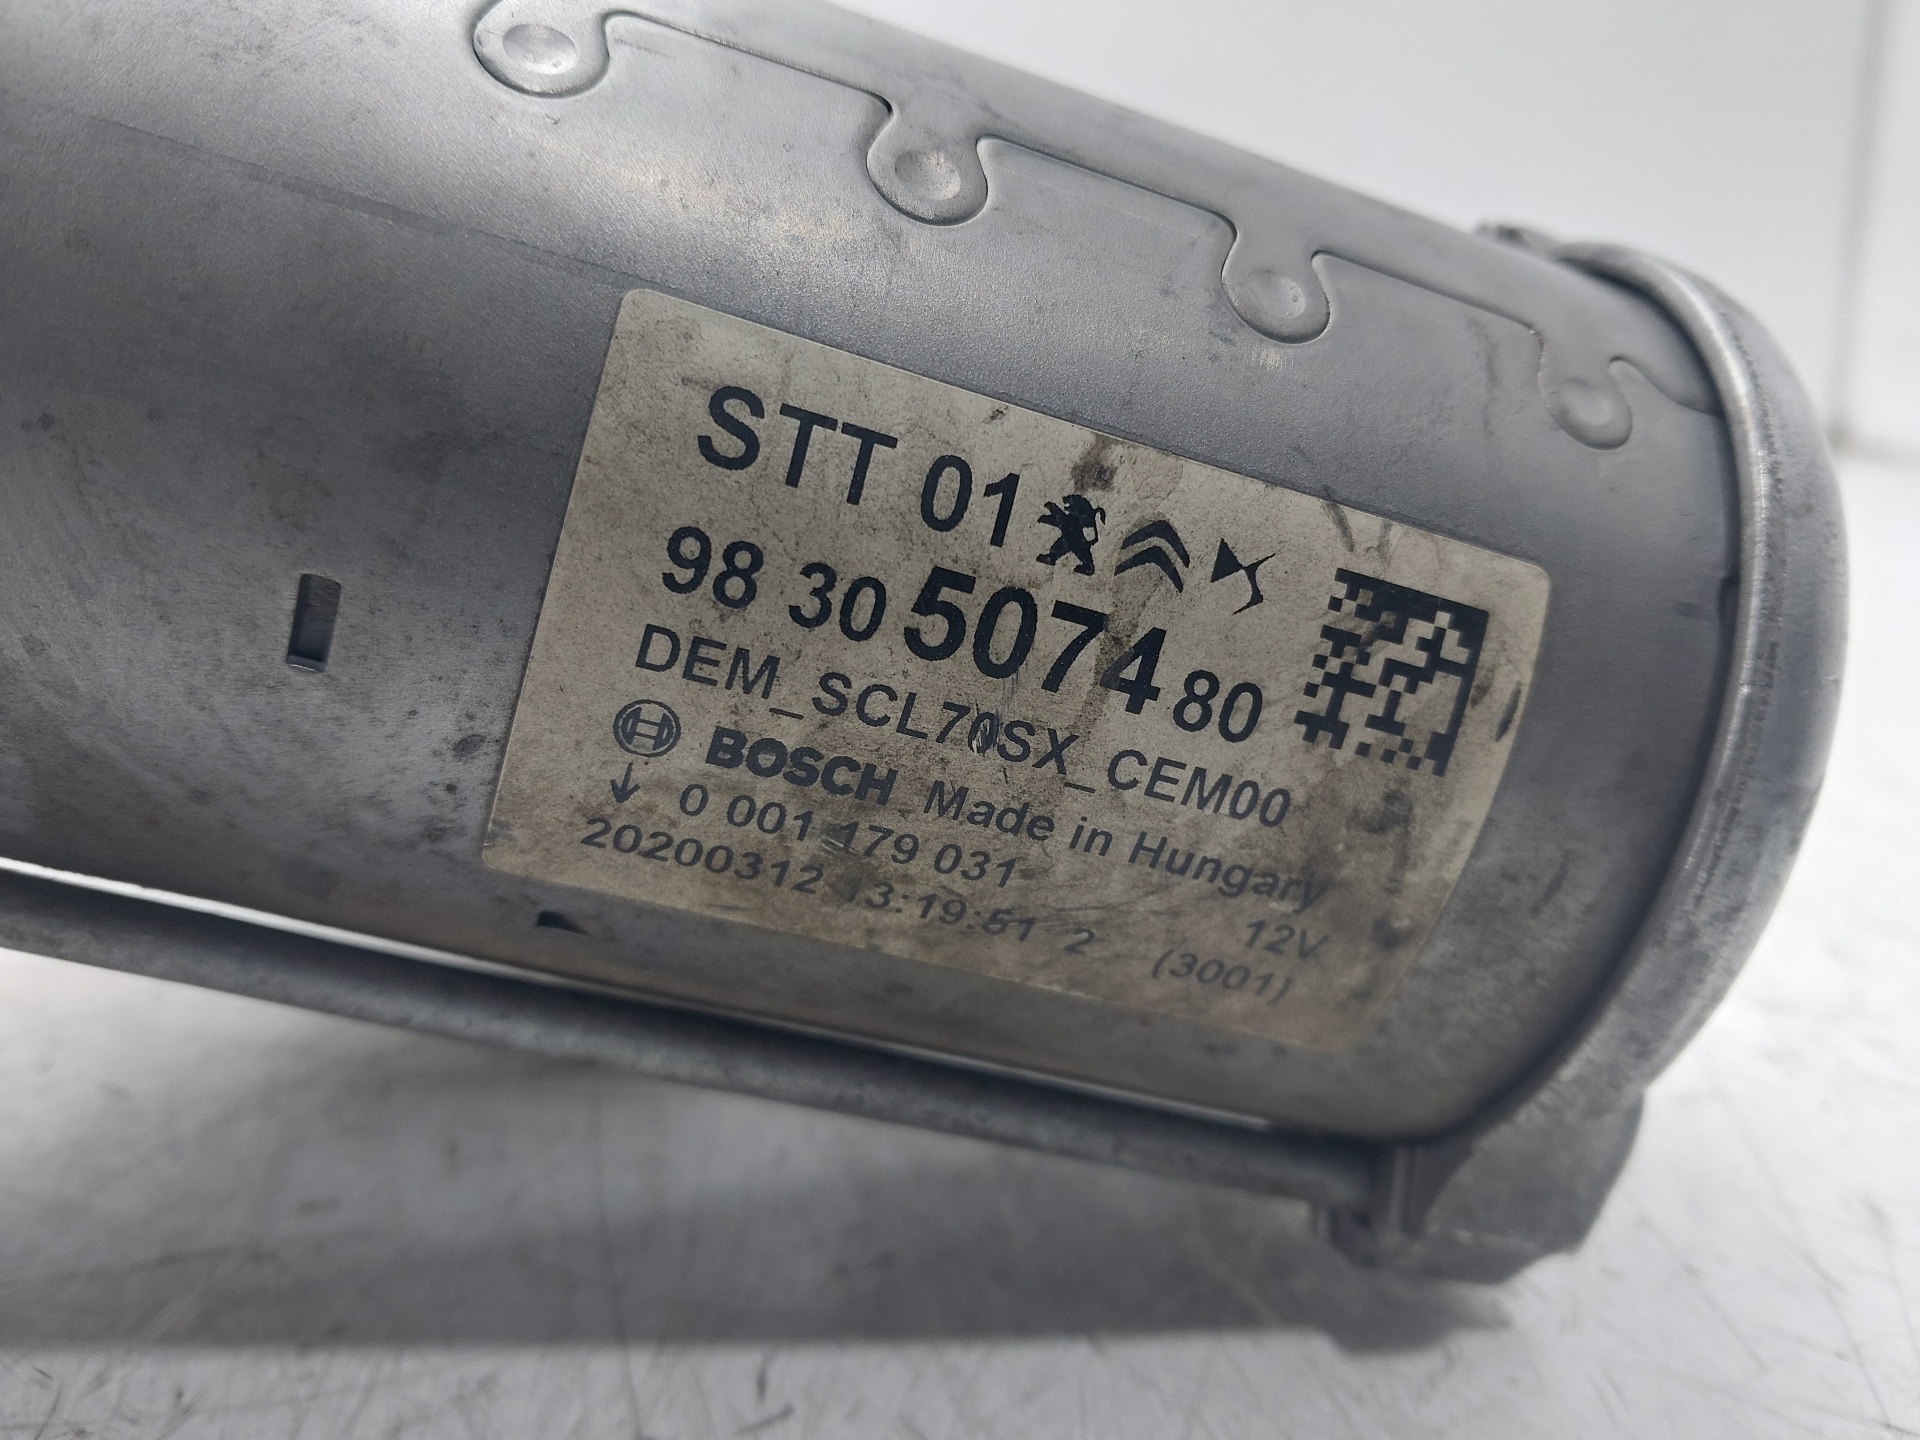 STT 01
98 30 5074 80
DEM_SCL70SX_CEM00
BOSCH Made in Hungary
0 001 179 031 12V
20200312 13:19:51 2 (3001)